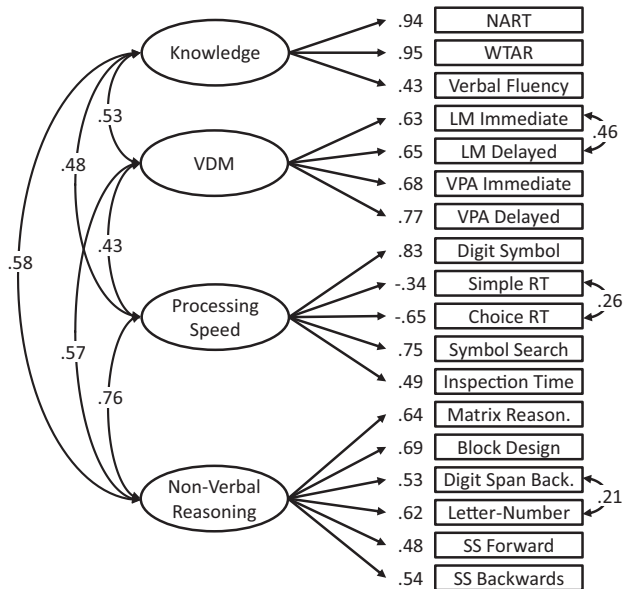 .94 NART
Knowledge
.95 WTAR
.43 Verbal Fluency
.53
.63 LM Immediate
.46
.65 LM Delayed
VDM
.48
.68 VPA Immediate
.77 VPA Delayed
.43
.83 Digit Symbol
.58
-.34 Simple RT
.26
Processing
Speed
-.65 Choice RT
.57
.75 Symbol Search
.76
.49 Inspection Time
.64 Matrix Reason.
.69 Block Design
Non-Verbal
Reasoning
.53 Digit Span Back.
.21
.62 Letter-Number
.48 SS Forward
.54 SS Backwards